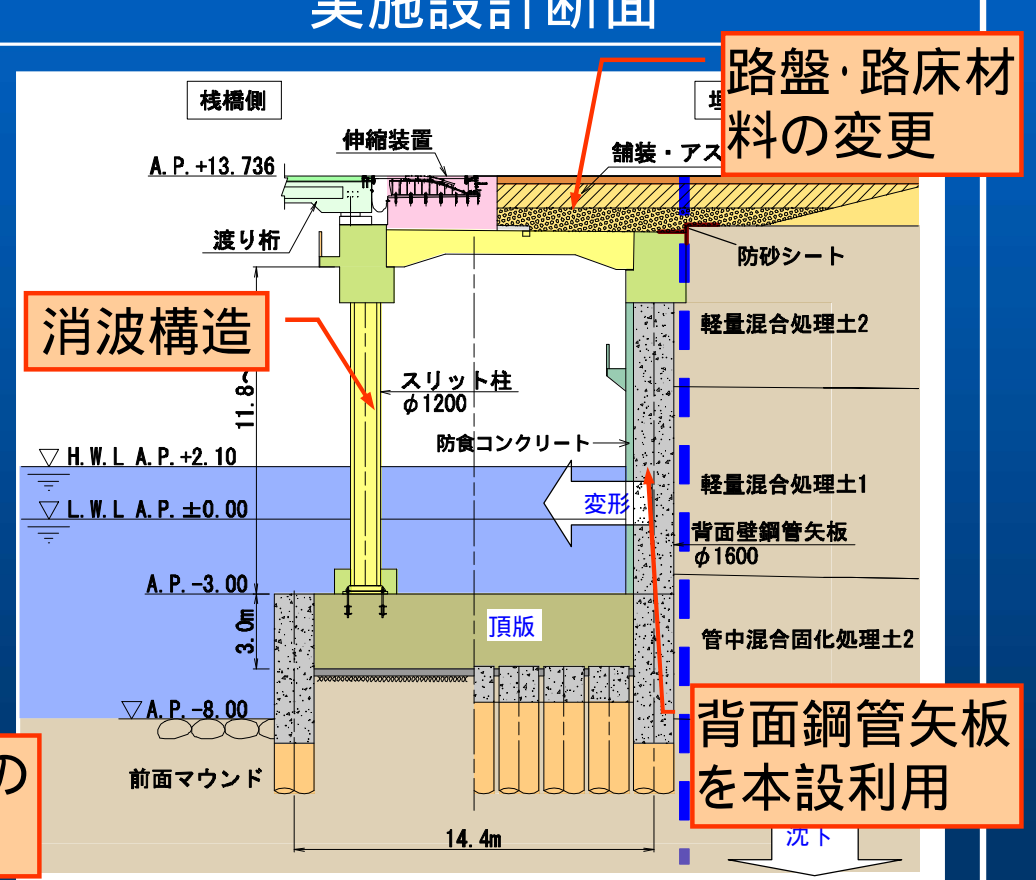 実施設計断面
路盤・路床材
料の変更
桟橋側
伸縮装置
舗装・アス
A.P.+13.736
渡り桁
防砂シート
消波構造
軽量混合処理土2
11.8~
スリット柱
φ1200
防食コンクリート
H.W.L A.P.+2.10
変形
軽量混合処理土1
L.W.L A.P.±0.00
背面壁鋼管矢板
φ1600
A.P.-3.00
3.0m
頂版
管中混合固化処理土2
A.P.-8.00
背面鋼管矢板
を本設利用
の
前面マウンド
14.4m
沈下